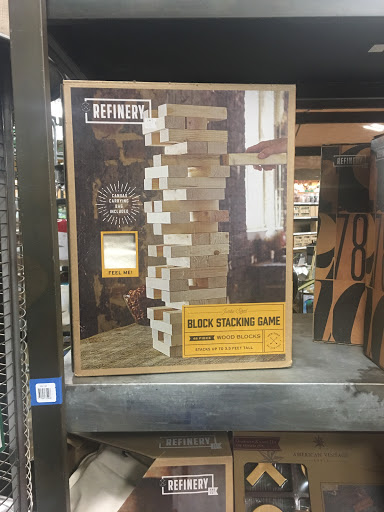 REFINERY
CANVAS
CARRYING
BAG
INCLUDED
FEEL ME!
BLOCK STACKING GAME
WOOD BLOCKS
STACKS UP TO 3.5 FEET TALL
REFINERY
78
REFINERY
REFINERY
AMERICAN VINTAGE